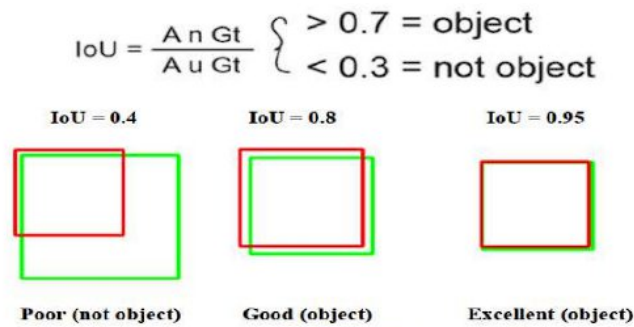 IoU = A n Gt / A u Gt { > 0.7 = object
< 0.3 = not object
IoU = 0.4 IoU = 0.8 IoU = 0.95
Poor (not object) Good (object) Excellent (object)